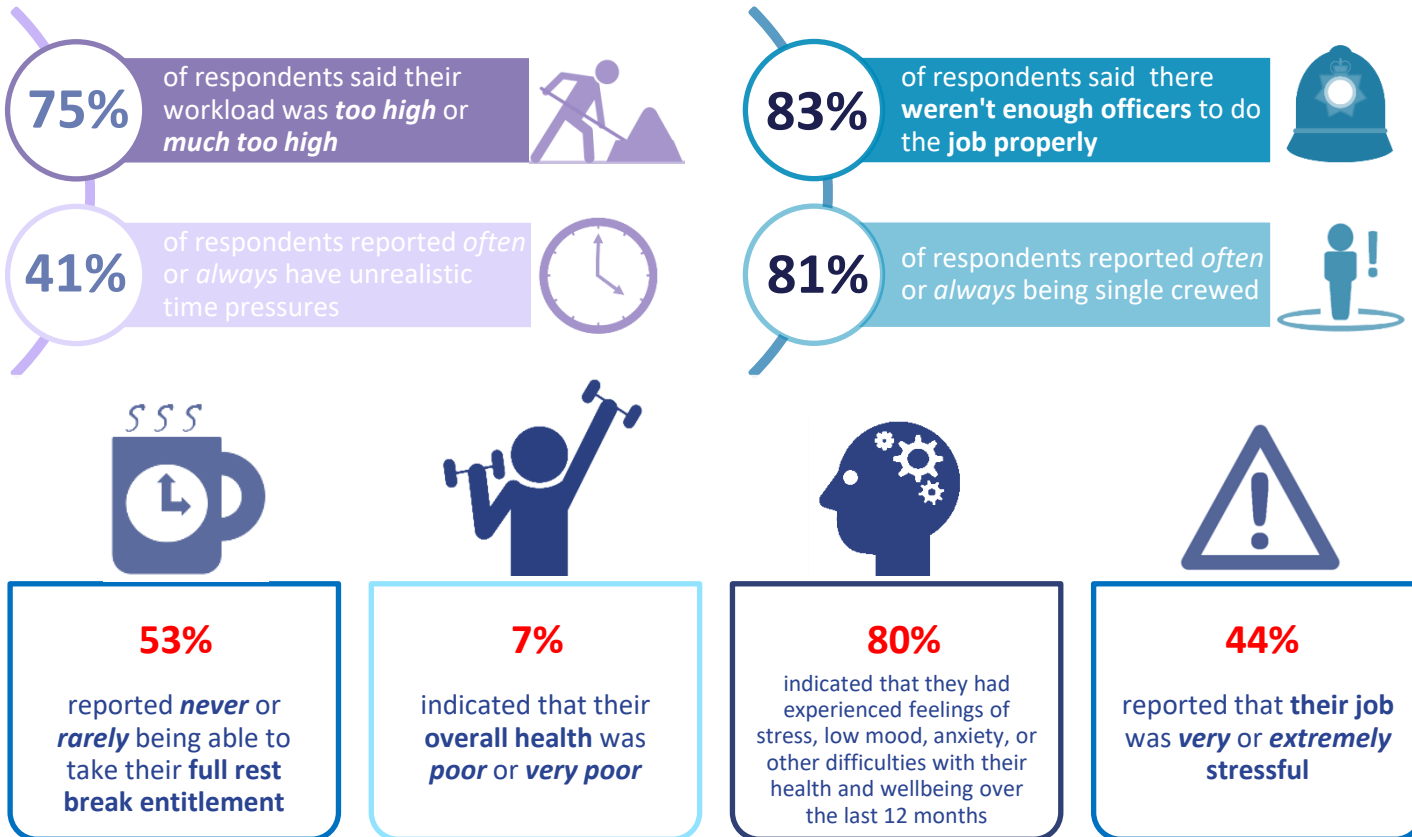 75%
of respondents said their
workload was too high or
much too high
83%
of respondents said there
weren't enough officers to do
the job properly
41%
of respondents reported often
or always have unrealistic
time pressures
81%
of respondents reported often
or always being single crewed
53%
reported never or
rarely being able to
take their full rest
break entitlement
7%
indicated that their
overall health was
poor or very poor
80%
indicated that they had
experienced feelings of
stress, low mood, anxiety, or
other difficulties with their
health and wellbeing over
the last 12 months
44%
reported that their job
was very or extremely
stressful